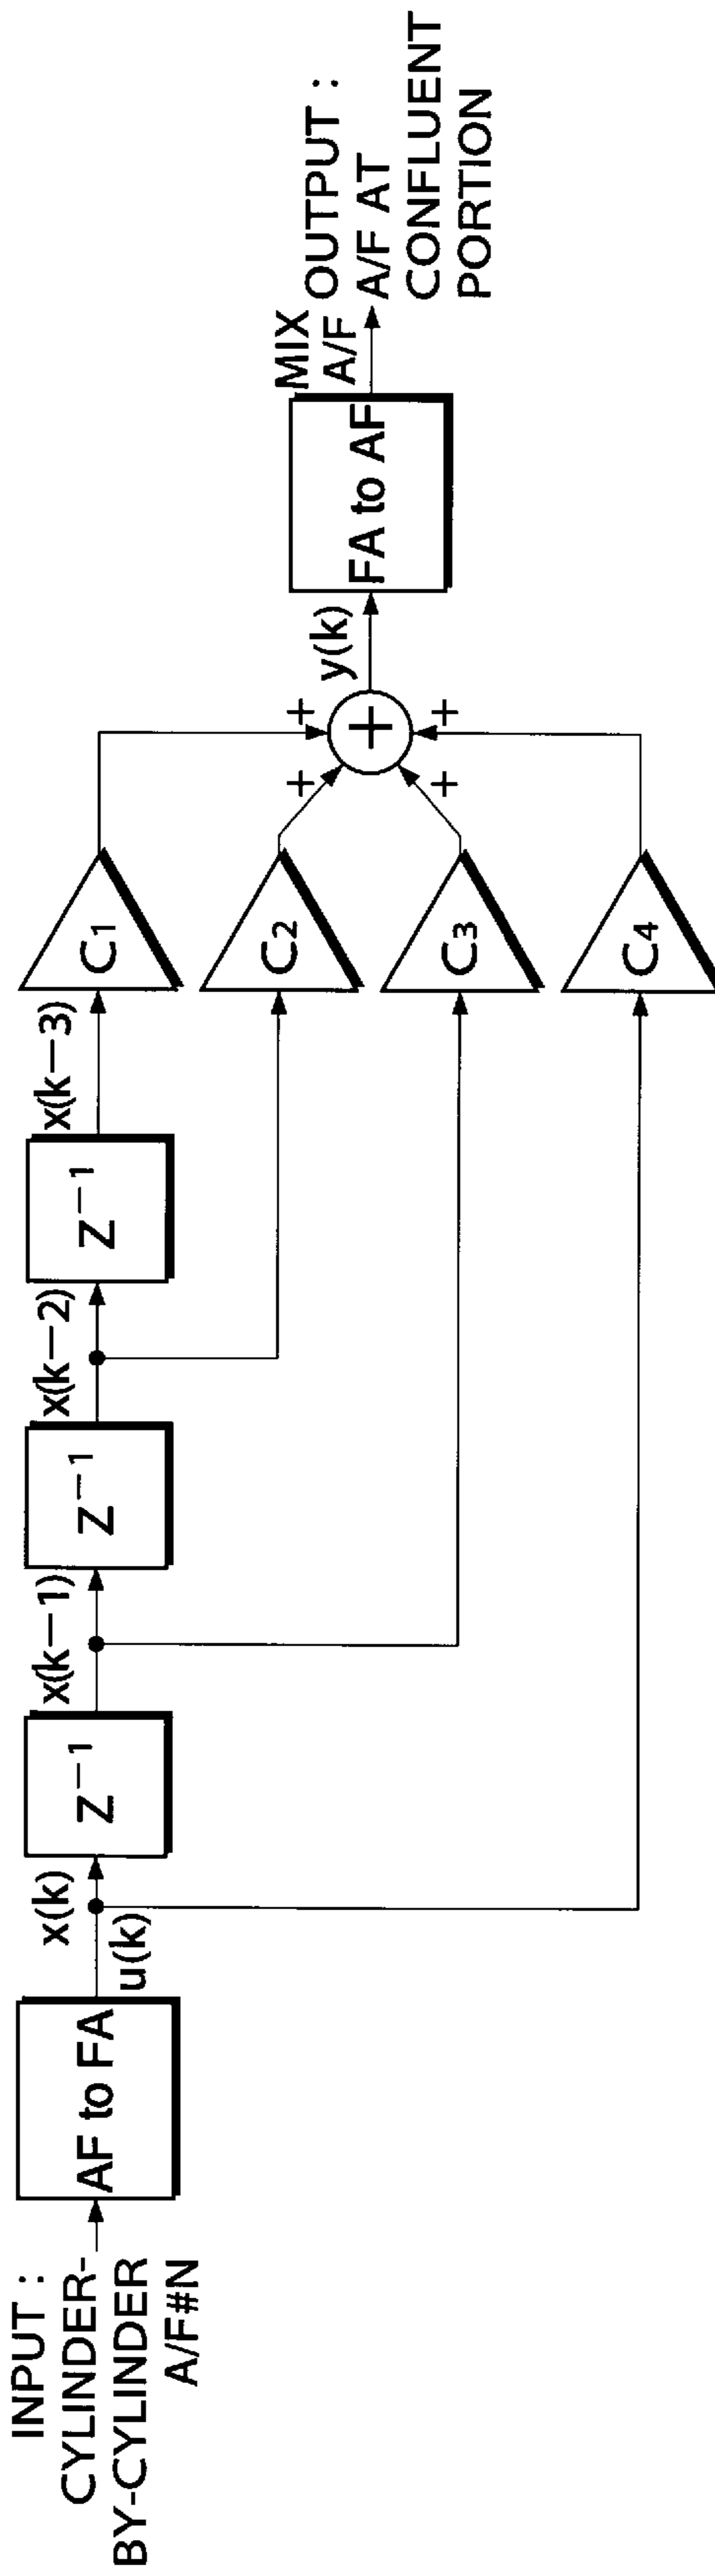 INPUT :
CYLINDER-
BY-CYLINDER
A/F#N
AF to FA
x(k)
u(k)
Z⁻¹
x(k—1)
Z⁻¹
x(k—2)
Z⁻¹
x(k—3)
C1
C2
C3
C4
+
+
+
+
+
y(k)
FA to AF
MIX
A/F
OUTPUT :
A/F AT
CONFLUENT
PORTION